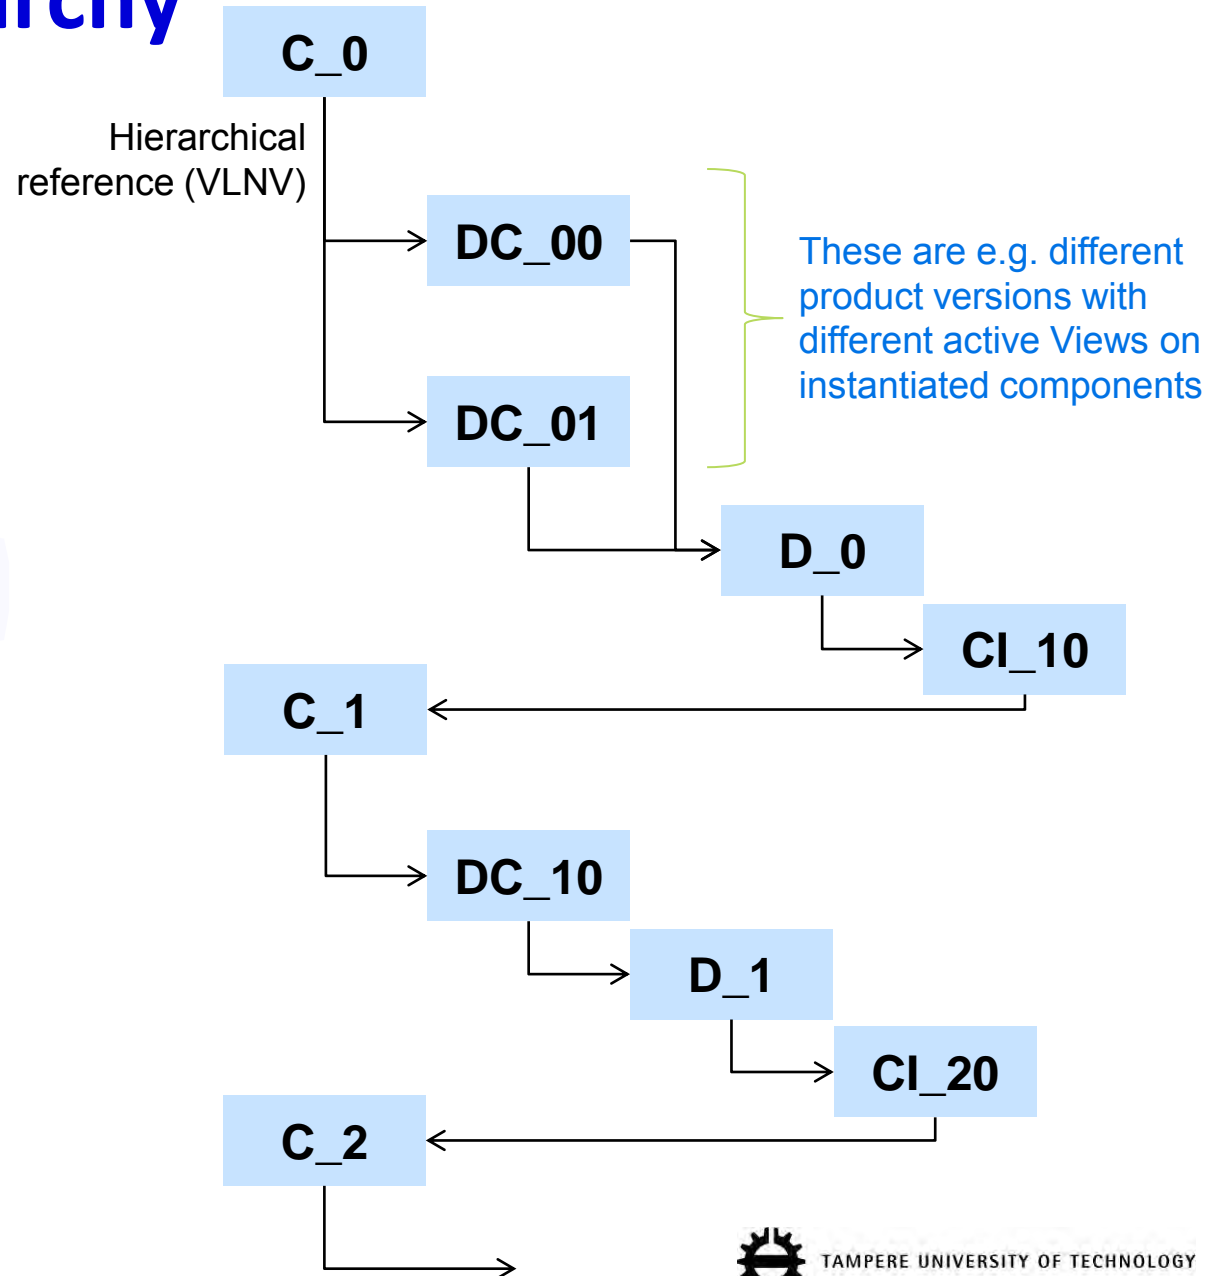 C_0
Hierarchical
reference (VLNV)
DC_00
These are e.g. different
product versions with
different active Views on
instantiated components
DC_01
D_0
CI_10
C_1
DC_10
D_1
CI_20
C_2
TAMPERE UNIVERSITY OF TECHNOLOGY